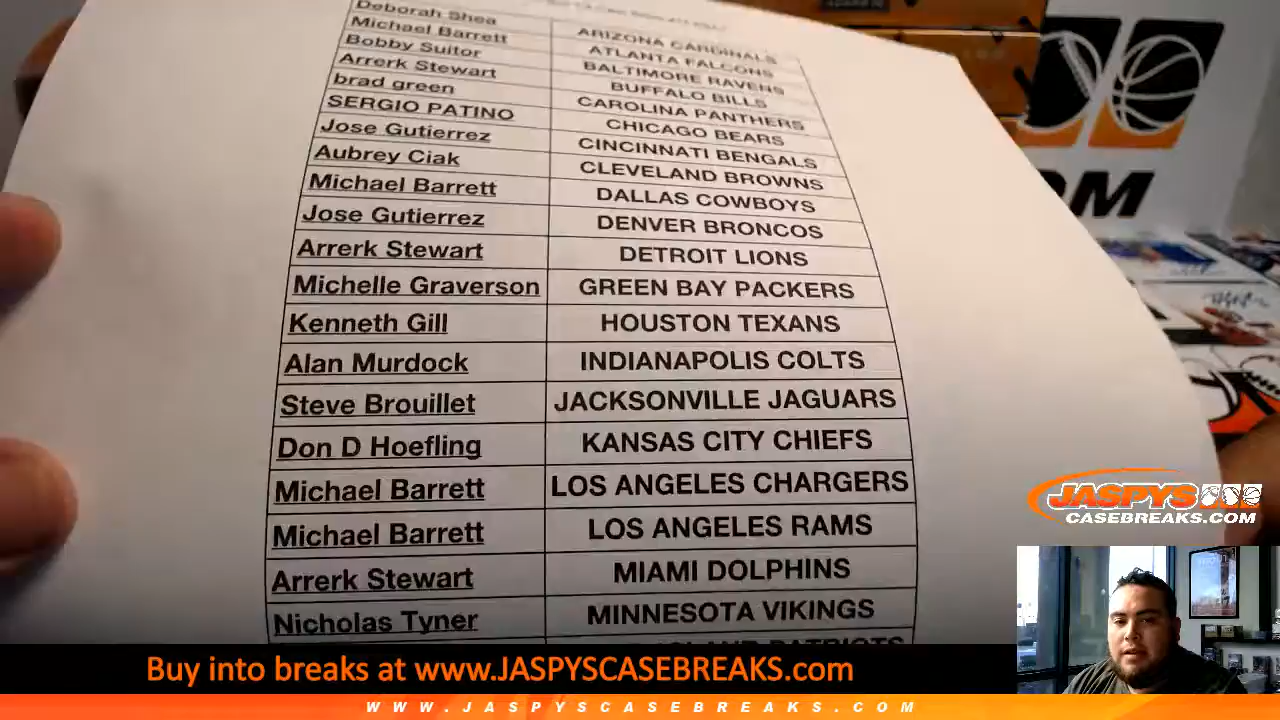 Deborah Shea ARIZONA CARDINALS
Michael Barrett ATLANTA FALCONS
Bobby Suitor BALTIMORE RAVENS
Arrerk Stewart BUFFALO BILLS
brad green CAROLINA PANTHERS
SERGIO PATINO CHICAGO BEARS
Jose Gutierrez CINCINNATI BENGALS
Aubrey Ciak CLEVELAND BROWNS
Michael Barrett DALLAS COWBOYS
Jose Gutierrez DENVER BRONCOS
Arrerk Stewart DETROIT LIONS
Michelle Graverson GREEN BAY PACKERS
Kenneth Gill HOUSTON TEXANS
Alan Murdock INDIANAPOLIS COLTS
Steve Brouillet JACKSONVILLE JAGUARS
Don D Hoefling KANSAS CITY CHIEFS
Michael Barrett LOS ANGELES CHARGERS
Michael Barrett LOS ANGELES RAMS
Arrerk Stewart MIAMI DOLPHINS
Nicholas Tyner MINNESOTA VIKINGS
PATRIOTS
JASPYS
CASEBREAKS.COM
Buy into breaks at www.JASPYSCASEBREAKS.com
WWW.JASPYSCASEBREAKS.COM